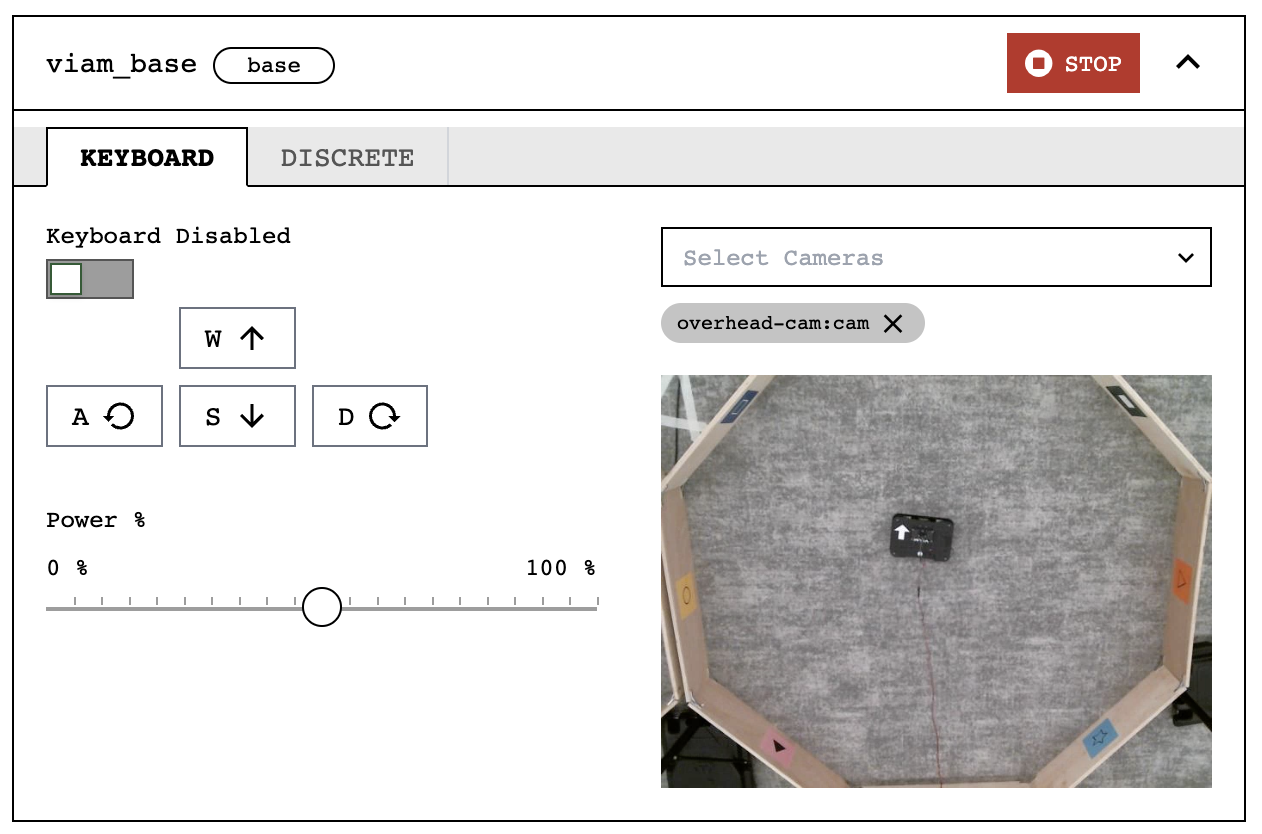 viam_base base STOP
KEYBOARD DISCRETE
Keyboard Disabled
Select Cameras
overhead-cam:cam
W
A S D
Power %
0 % 100 %